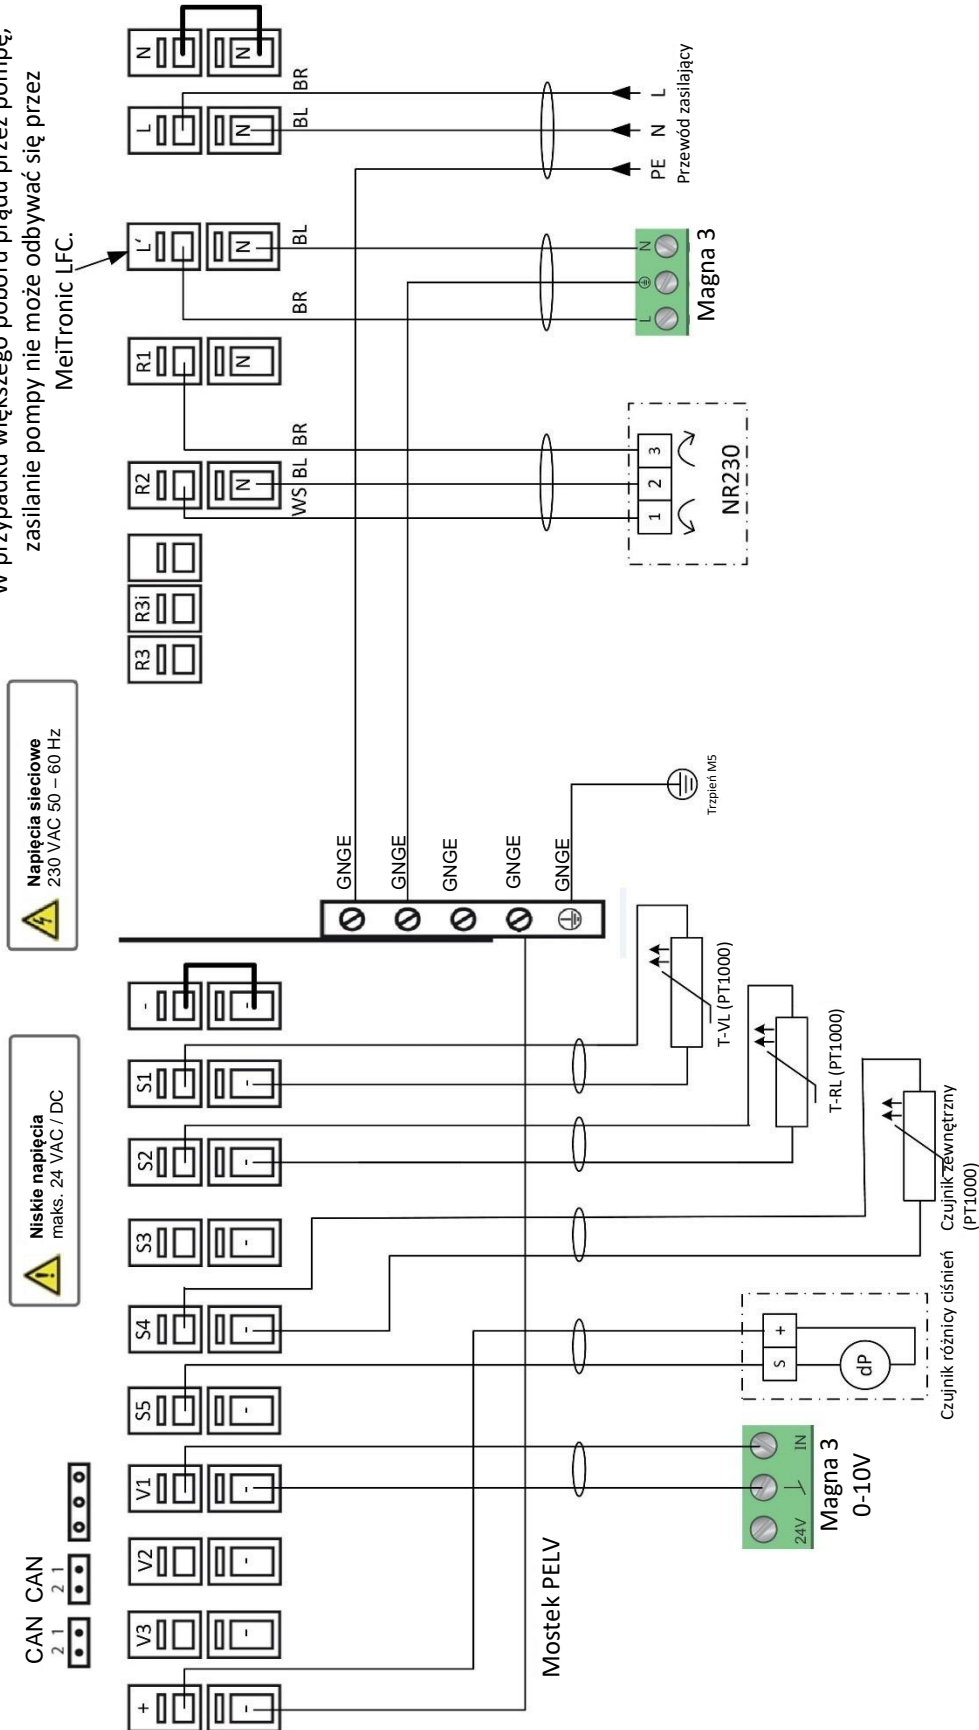 W przypadku większego poboru prądu przez pompę,
zasilanie pompy nie może odbywać się przez
MeiTronic LFC.
Niskie napięcia
maks. 24 VAC / DC
Napięcia sieciowe
230 VAC 50 – 60 Hz
CAN CAN
2 1 2 1
+ V3 V2 V1 S5 S4 S3 S2 S1 -
- - - - - - - - - -
R3 R3i R2 R1 L' L N
N N N N N
WS BL BR BR BL BL BR
GNGE
GNGE
GNGE
GNGE
GNGE
Trzpień M5
Mostek PELV
24V IN
Magna 3
0-10V
S +
dP
Czujnik różnicy ciśnień
Czujnik zewnętrzny
(PT1000)
T-RL (PT1000)
T-VL (PT1000)
1 2 3
NR230
L N
Magna 3
PE N L
Przewód zasilający